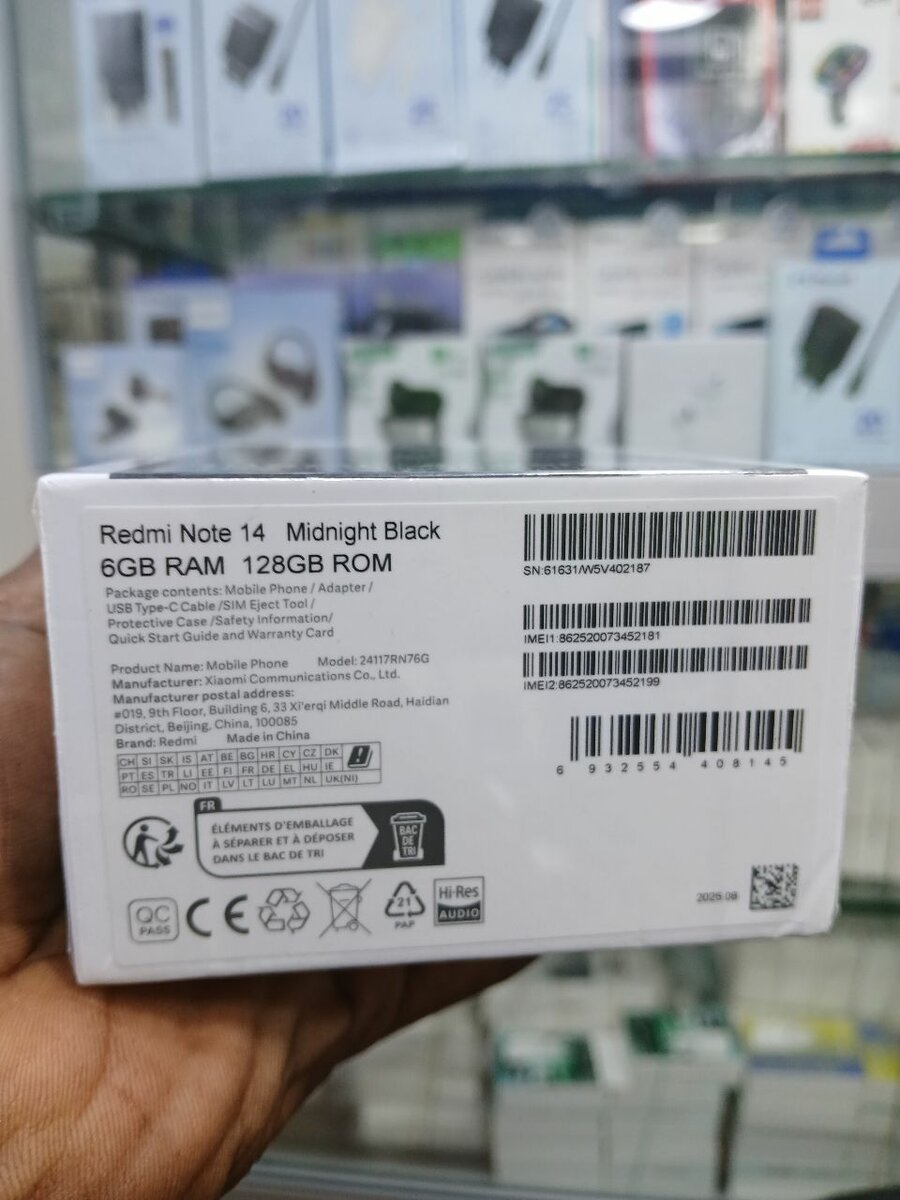 Redmi Note 14 Midnight Black
6GB RAM 128GB ROM
Package contents: Mobile Phone / Adapter /
USB Type-C Cable /SIM Eject Tool /
Protective Case /Safety Information/
Quick Start Guide and Warranty Card
Product Name: Mobile Phone Model: 24117RN76G
Manufacturer: Xiaomi Communications Co., Ltd.
Manufacturer postal address:
#019, 9th Floor, Building 6, 33 Xi'erqi Middle Road, Haidian
District, Beijing, China, 100085
Brand: Redmi Made in China
CH SI SK IS AT BE BG HR CY CZ DK
PT ES TR LI EE FI FR DE EL HU IE
RO SE PL NO IT LV LT LU MT NL UK(NI)
FR
ÉLÉMENTS D'EMBALLAGE
À SÉPARER ET À DÉPOSER
DANS LE BAC DE TRI
BAC
DE
TRI
QC
PASS
CE
21
PAP
Hi-Res
AUDIO
SN:61631/W5V402187
IMEI1:862520073452181
IMEI2:862520073452199
6 932554 408145
2025.08